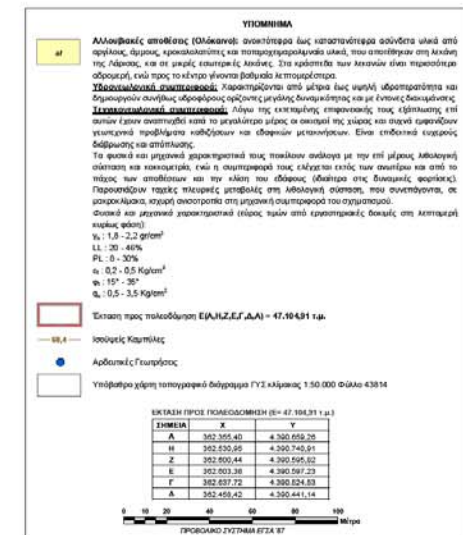 ΥΠΟΜΝΗΜΑ
al
Αλλουβιακές αποθέσεις (Ολόκαινο): ανοικτότεφρα έως καταστανότεφρα ασύνδετα υλικά από
αργίλους, άμμους, κροκαλολατύπες και ποταμοχειμαρολιμναία υλικά, που αποτέθηκαν στη λεκάνη
της Λάρισας, και σε μικρές εσωτερικές λεκάνες. Στα κράσπεδα των λεκανών είναι περισσότερο
αδρομερή, ενώ προς το κέντρο γίνονται βαθμιαία λεπτομερέστερα.
Υδρογεωλογική συμπεριφορά: Χαρακτηρίζονται από μέτρια έως υψηλή υδροπερατότητα και
δημιουργούν συνήθως υδροφόρους ορίζοντες μεγάλης δυναμικότητας και με έντονες διακυμάνσεις.
Τεχνικογεωλογική συμπεριφορά: Λόγω της εκτεταμένης επιφανειακής τους εξάπλωσης επί
αυτών έχουν αναπτυχθεί κατά το μεγαλύτερο μέρος οι οικισμοί της χώρας και συχνά εμφανίζουν
γεωτεχνικά προβλήματα καθιζήσεων και εδαφικών μετακινήσεων. Είναι επιδεκτικά ευχερούς
διάβρωσης και απόπλυσης.
Τα φυσικά και μηχανικά χαρακτηριστικά τους ποικίλουν ανάλογα με την επί μέρους λιθολογική
σύσταση και κοκκομετρία, ενώ η συμπεριφορά τους ελέγχεται εκτός των ανωτέρω και από το
πάχος των αποθέσεων και την κλίση του εδάφους (ιδιαίτερα στις δυναμικές φορτίσεις).
Παρουσιάζουν ταχείες πλευρικές μεταβολές στη λιθολογική σύσταση, που συνεπάγονται, σε
μακροκλίμακα, ισχυρή ανισοτροπία στη μηχανική συμπεριφορά του σχηματισμού.
Φυσικά και μηχανικά χαρακτηριστικά (εύρος τιμών από εργαστηριακές δοκιμές στη λεπτομερή
κυρίως φάση):
: 1,8 - 2,2 gr/cm³
LL : 20 - 46%
PL : 8 - 30%
: 0,2 - 0,5 Kg/cm²
: 15° - 35°
: 0,5 - 3,5 Kg/cm²
Έκταση προς πολεοδόμηση Ε(Λ,Η,Ζ,Ε,Γ,Δ,Λ) = 47.104,91 τ.μ.
Ισοϋψείς Καμπύλες
Αρδευτικές Γεωτρήσεις
Υπόβαθρο χάρτη τοπογραφικό διάγραμμα ΓΥΣ κλίμακας 1:50.000 Φύλλο 43814
ΕΚΤΑΣΗ ΠΡΟΣ ΠΟΛΕΟΔΟΜΗΣΗ (Ε= 47.104,91 τ.μ.)
ΣΗΜΕΙΑ X Y
Λ 362.355,40 4.390.659,26
Η 362.530,95 4.390.740,91
Ζ 362.600,44 4.390.595,02
Ε 362.603,38 4.390.597,23
Γ 362.637,72 4.390.524,53
Δ 362.458,42 4.390.441,14
0 10 20 40 60 80 100
Μέτρα
ΠΡΟΒΟΛΙΚΟ ΣΥΣΤΗΜΑ ΕΓΣΑ '87